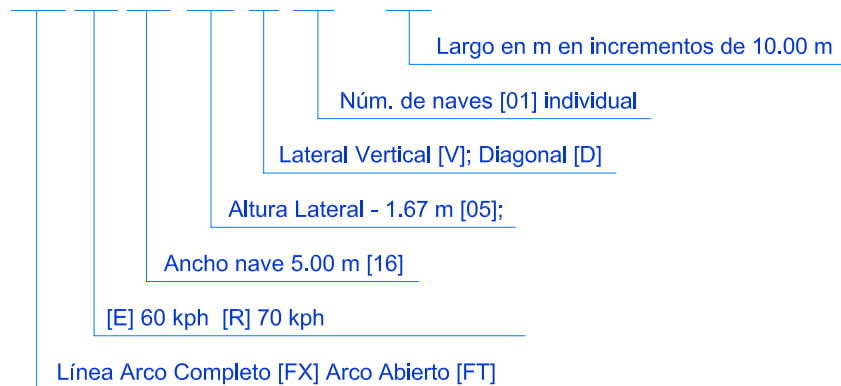 Largo en m en incrementos de 10.00 m
Núm. de naves [01] individual
Lateral Vertical [V]; Diagonal [D]
Altura Lateral - 1.67 m [05];
Ancho nave 5.00 m [16]
[E] 60 kph [R] 70 kph
Línea Arco Completo [FX] Arco Abierto [FT]